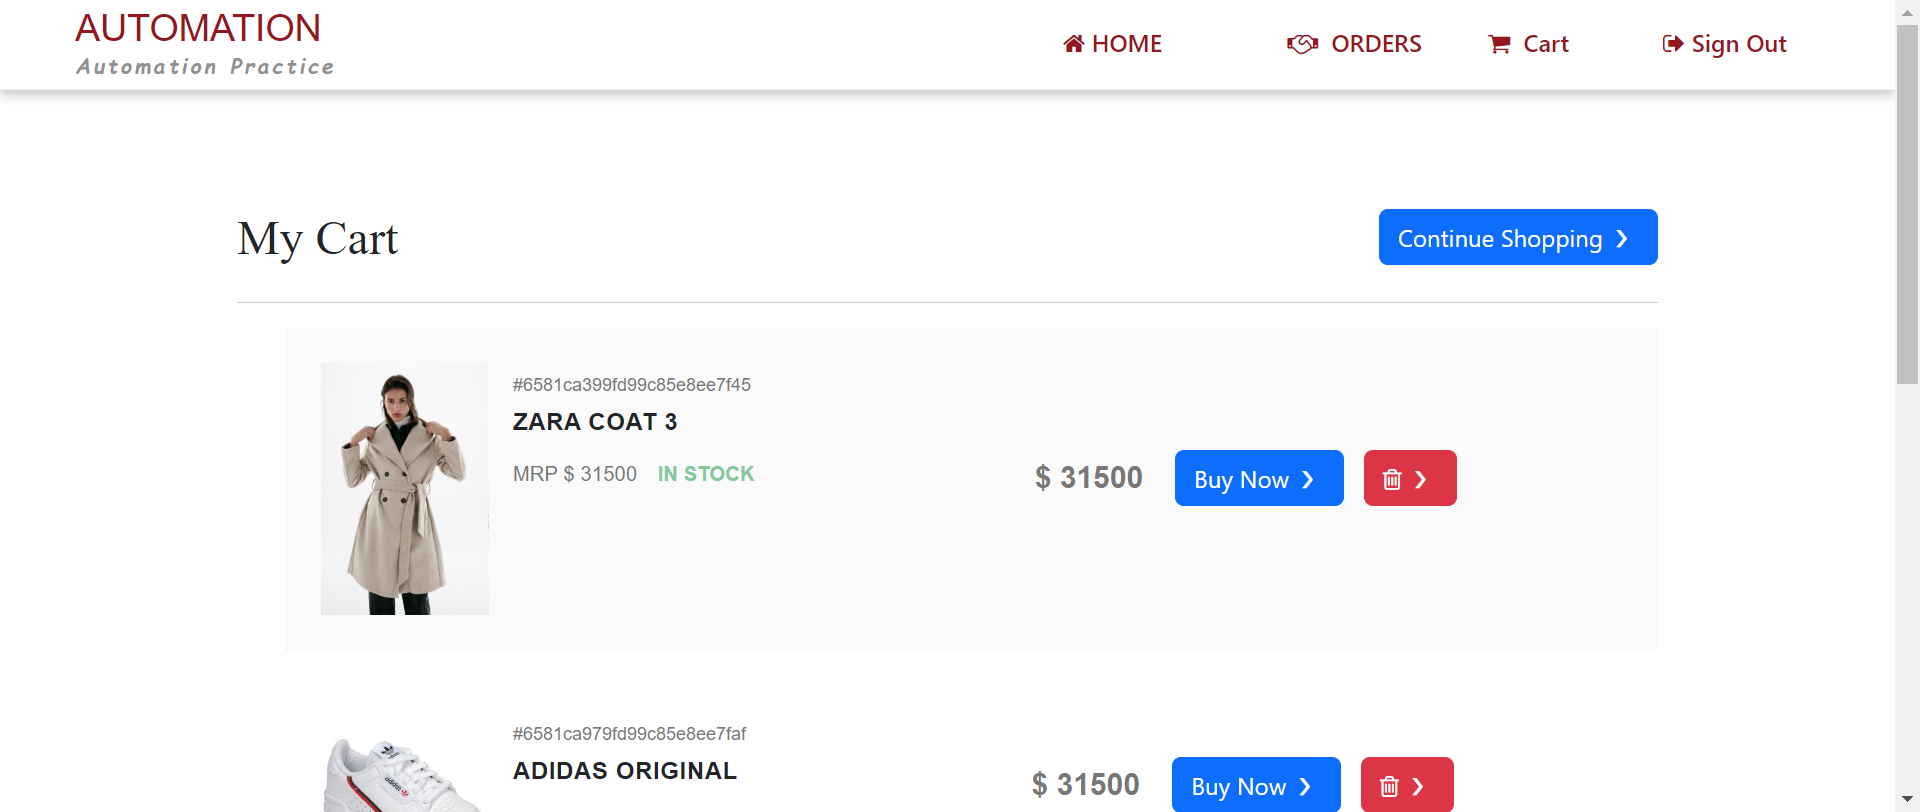 AUTOMATION
Automation Practice
HOME
ORDERS
Cart
Sign Out
My Cart
Continue Shopping
#6581ca399fd99c85e8ee7f45
ZARA COAT 3
MRP $ 31500 IN STOCK
$ 31500
Buy Now
#6581ca979fd99c85e8ee7faf
ADIDAS ORIGINAL
$ 31500
Buy Now